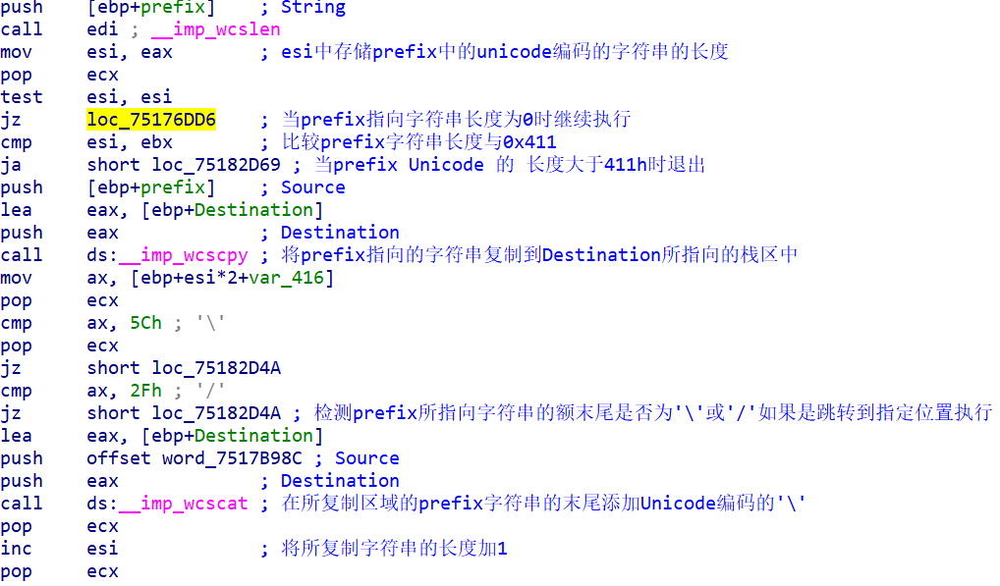 push    [ebp+prefix]    ; String
call    edi ; __imp_wcslen
mov     esi, eax        ; esi中存储prefix中的unicode编码的字符串的长度
pop     ecx
test    esi, esi
jz      loc_75176DD6    ; 当prefix指向字符串长度为0时继续执行
cmp     esi, ebx        ; 比较prefix字符串长度与0x411
ja      short loc_75182D69 ; 当prefix Unicode 的 长度大于411h时退出
push    [ebp+prefix]    ; Source
lea     eax, [ebp+Destination]
push    eax             ; Destination
call    ds:__imp_wcscpy ; 将prefix指向的字符串复制到Destination所指向的栈区中
mov     ax, [ebp+esi*2+var_416]
pop     ecx
cmp     ax, 5Ch ; '\'
pop     ecx
jz      short loc_75182D4A
cmp     ax, 2Fh ; '/'
jz      short loc_75182D4A ; 检测prefix所指向字符串的额末尾是否为'\'或'/'如果是跳转到指定位置执行
lea     eax, [ebp+Destination]
push    offset word_7517B98C ; Source
push    eax             ; Destination
call    ds:__imp_wcscat ; 在所复制区域的prefix字符串的末尾添加Unicode编码的'\'
pop     ecx
inc     esi             ; 将所复制字符串的长度加1
pop     ecx